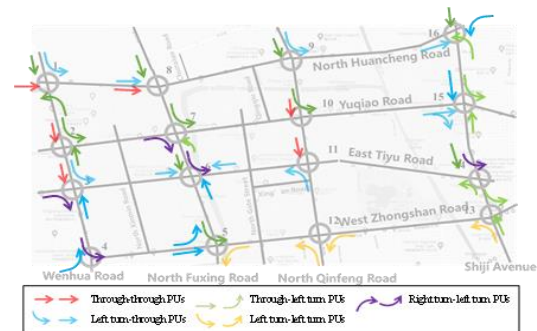 16
9
North Huancheng Road
1
8
15
10
Yuqiao Road
2
7
East Tiyu Road
11
12
West Zhongshan Road
13
4
5
Wenhua Road
North Fuxing Road
North Qinfeng Road
Shiji Avenue
Through-through PUs
Through-left turn PUs
Right turn-left turn PUs
Left turn-through PUs
Left turn-left turn PUs